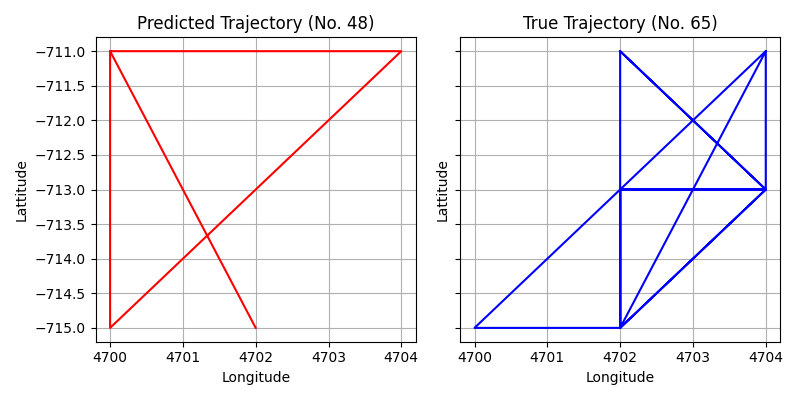 Predicted Trajectory (No. 48)
True Trajectory (No. 65)
−711.0
−711.5
−712.0
−712.5
−713.0
−713.5
−714.0
−714.5
−715.0
Lattitude
Lattitude
4700 4701 4702 4703 4704
4700 4701 4702 4703 4704
Longitude
Longitude